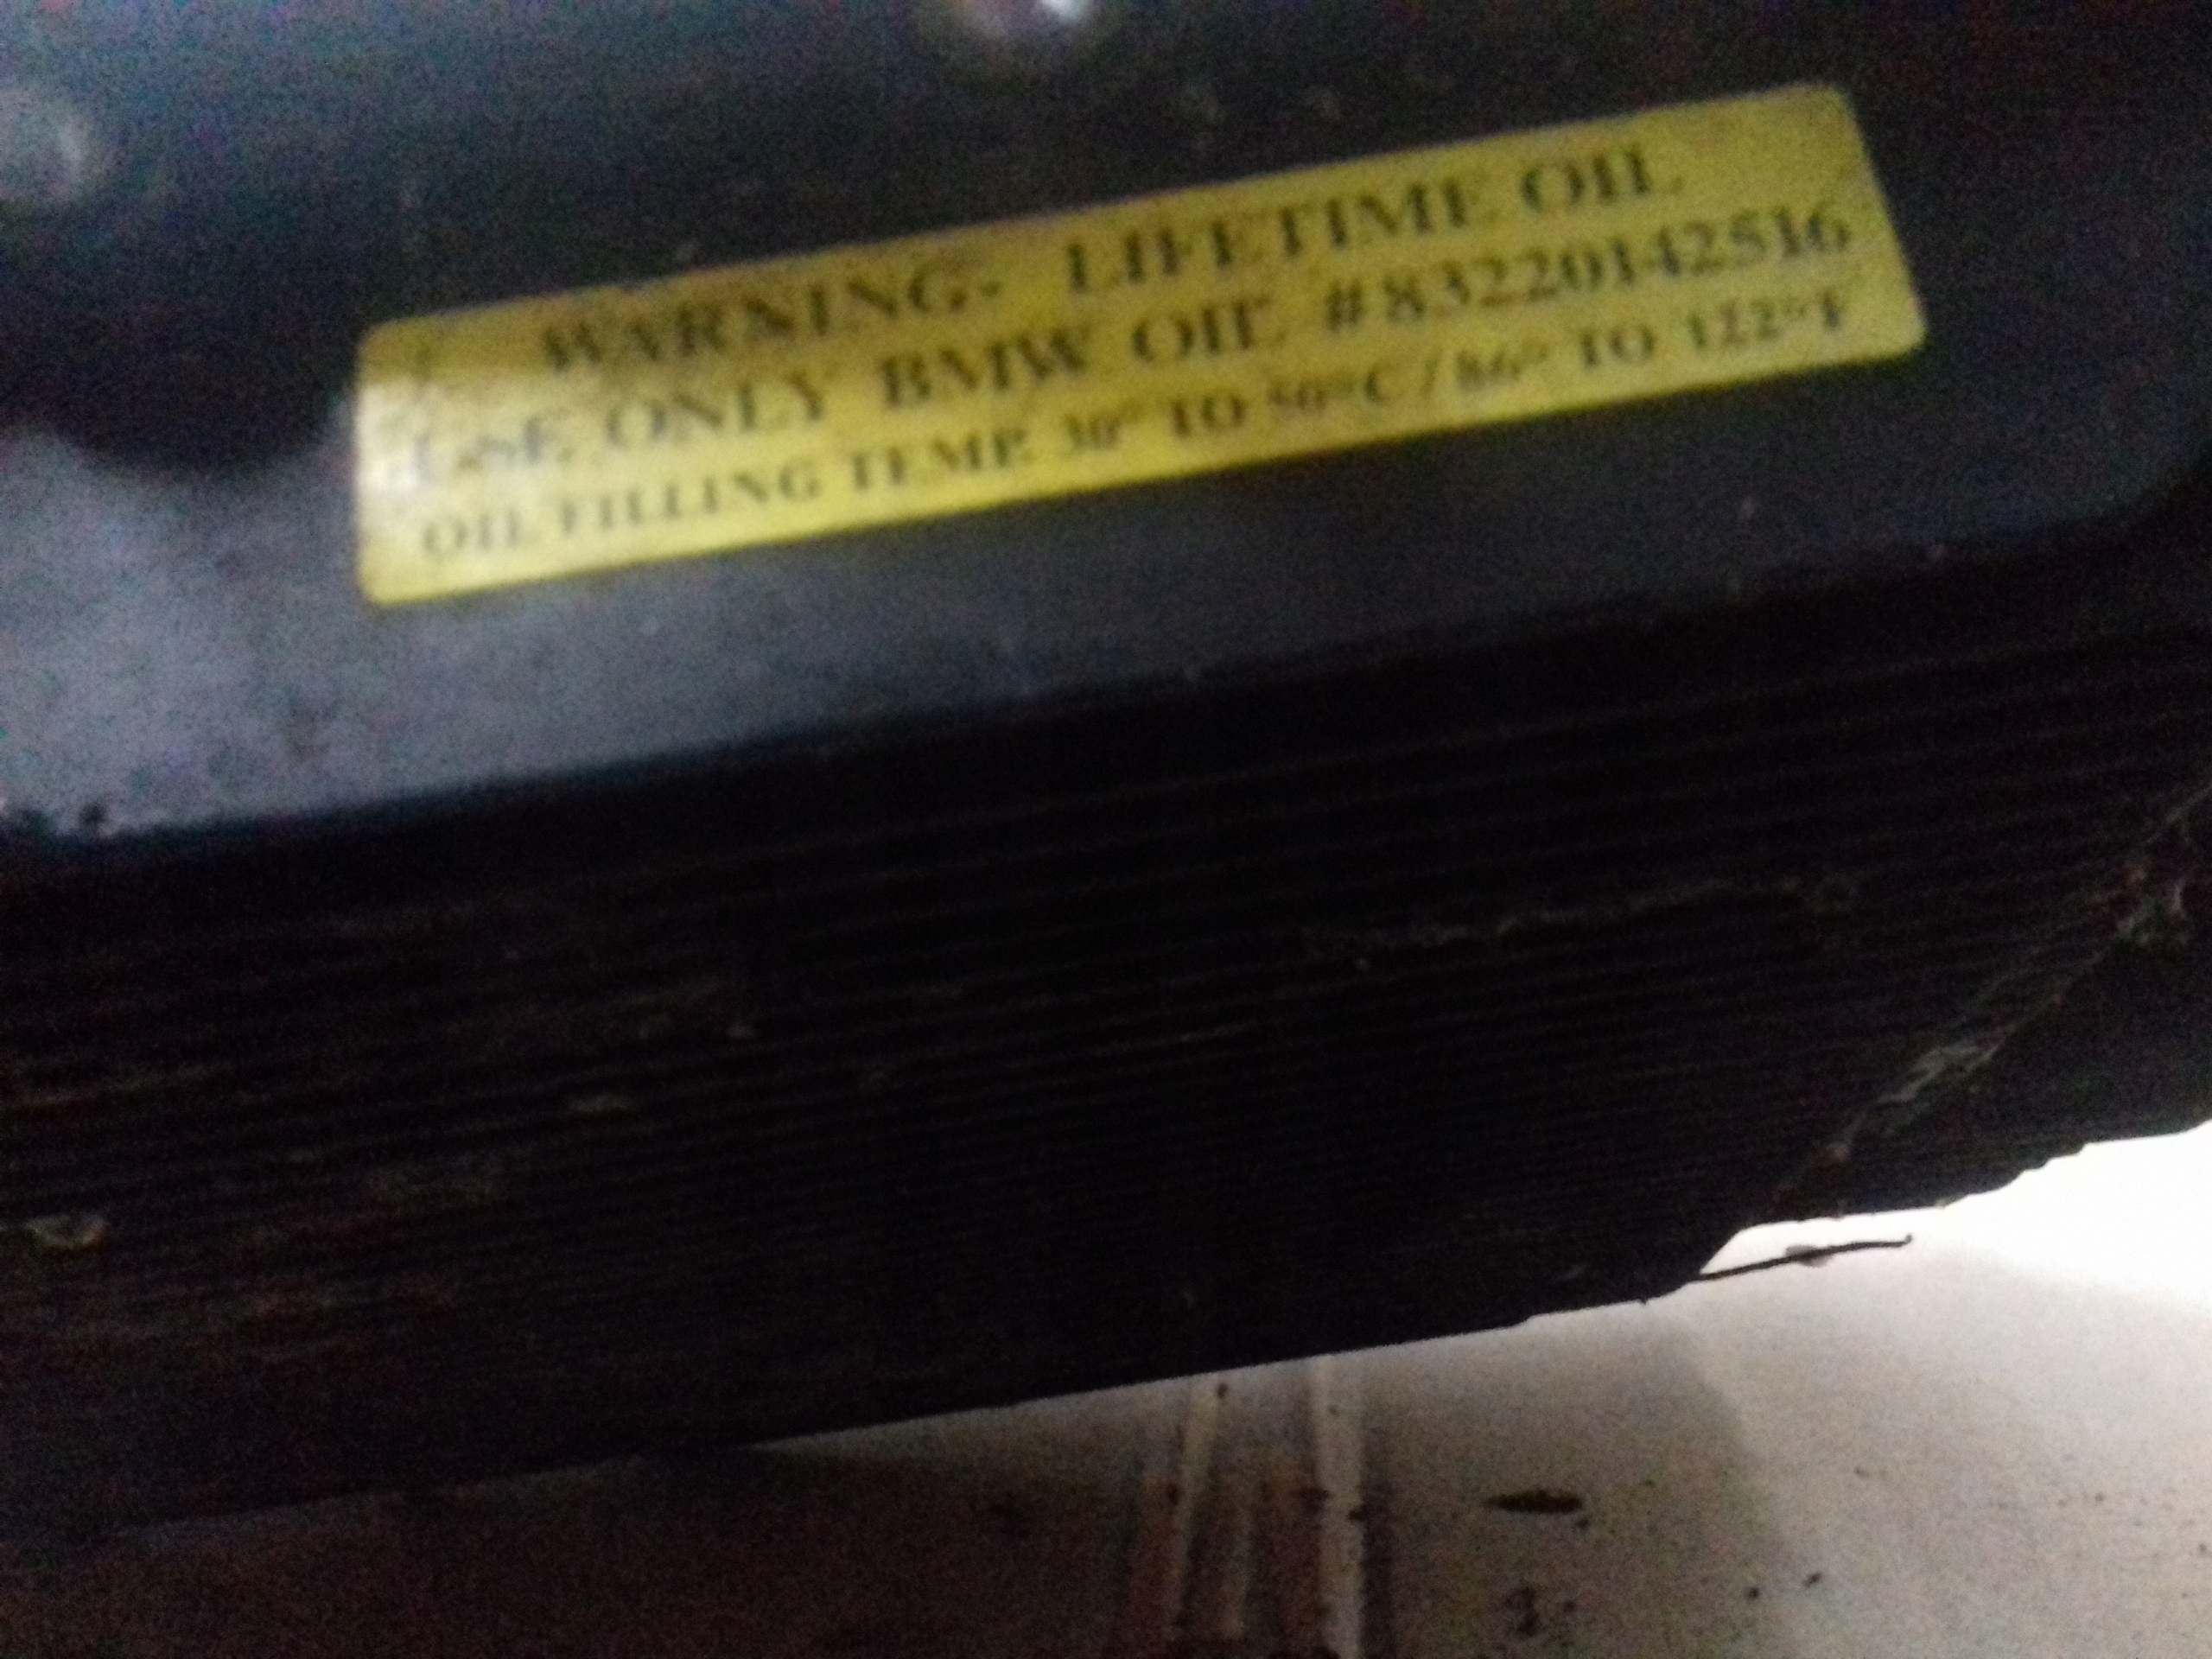 WARNING- LIFETIME OIL
USE ONLY BMW OIL #83220142516
OIL FILLING TEMP. 30° TO 50°C / 86° TO 122°F